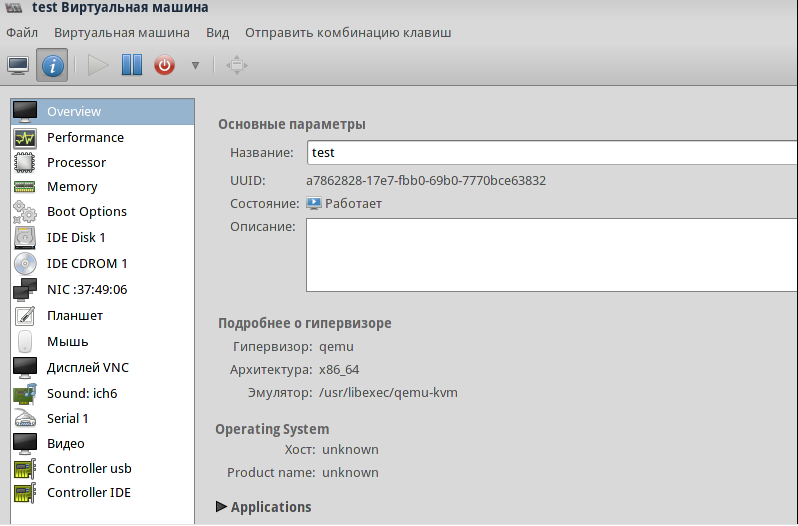 test Виртуальная машина
Файл Виртуальная машина Вид Отправить комбинацию клавиш
Overview
Performance
Processor
Memory
Boot Options
IDE Disk 1
IDE CDROM 1
NIC :37:49:06
Планшет
Мышь
Дисплей VNC
Sound: ich6
Serial 1
Видео
Controller usb
Controller IDE
Основные параметры
Название: test
UUID: a7862828-17e7-fbb0-69b0-7770bce63832
Состояние: Работает
Описание:
Подробнее о гипервизоре
Гипервизор: qemu
Архитектура: x86_64
Эмулятор: /usr/libexec/qemu-kvm
Operating System
Хост: unknown
Product name: unknown
Applications